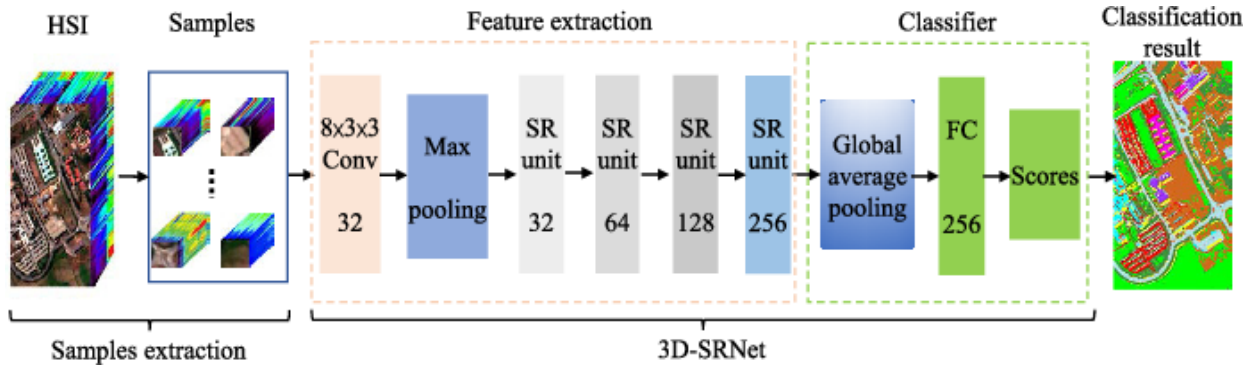 HSI
Samples
Feature extraction
Classifier
Classification
result
8x3x3
Conv
32
Max
pooling
SR
unit
32
SR
unit
64
SR
unit
128
SR
unit
256
Global
average
pooling
FC
256
Scores
Samples extraction
3D-SRNet